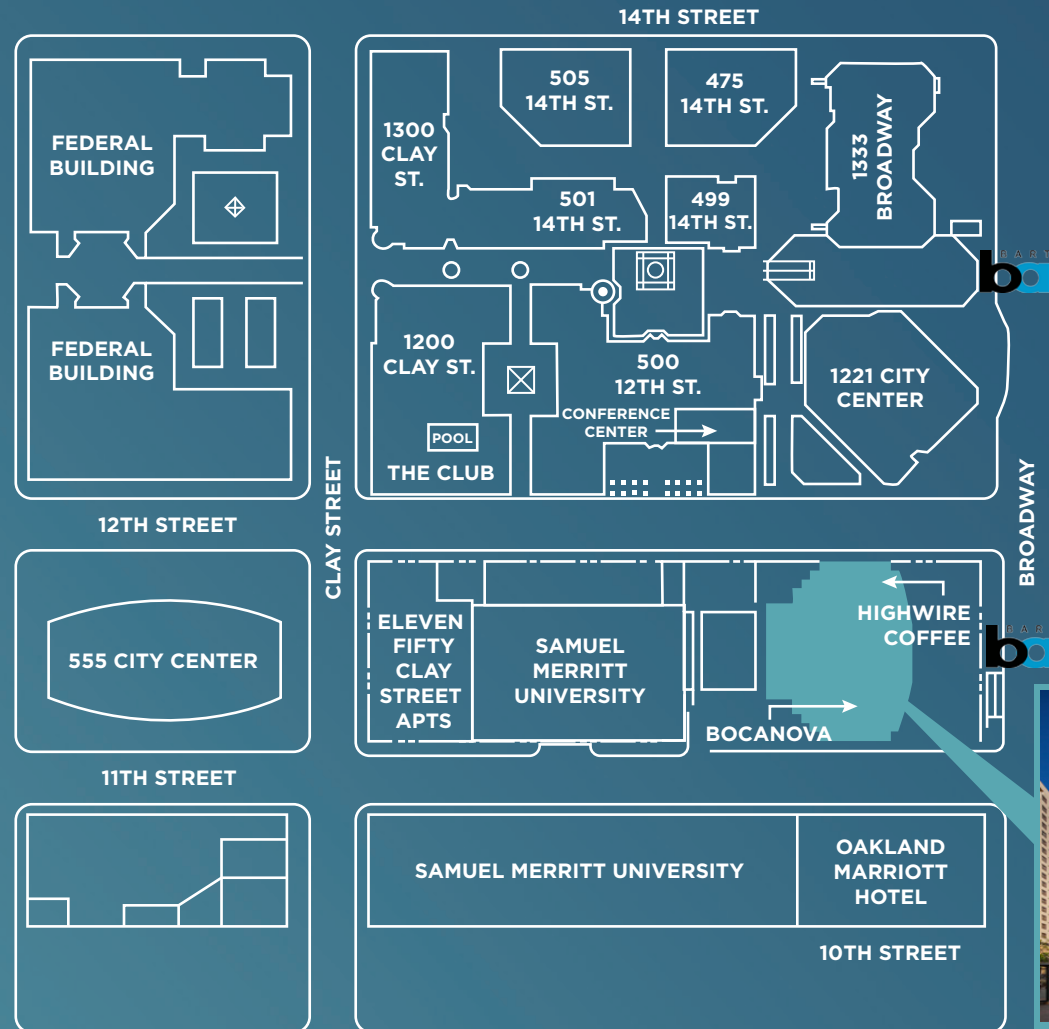 14TH STREET
505
14TH ST.
475
14TH ST.
1333
BROADWAY
FEDERAL
BUILDING
1300
CLAY
ST.
501
14TH ST.
499
14TH ST.
FEDERAL
BUILDING
1200
CLAY ST.
500
12TH ST.
1221 CITY
CENTER
CONFERENCE
CENTER
POOL
THE CLUB
CLAY STREET
BROADWAY
12TH STREET
555 CITY CENTER
ELEVEN
FIFTY
CLAY
STREET
APTS
SAMUEL
MERRITT
UNIVERSITY
HIGHWIRE
COFFEE
BOCANOVA
11TH STREET
SAMUEL MERRITT UNIVERSITY
OAKLAND
MARRIOTT
HOTEL
10TH STREET